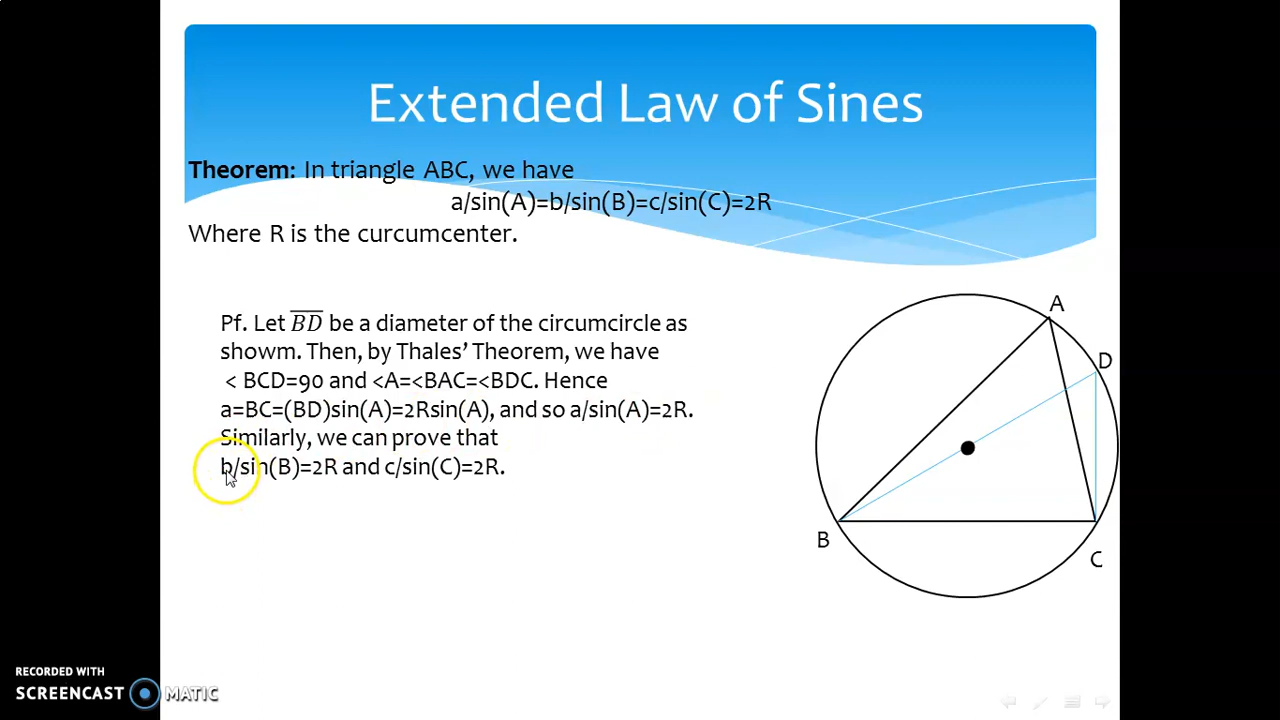 Extended Law of Sines
Theorem: In triangle ABC, we have
a/sin(A)=b/sin(B)=c/sin(C)=2R
Where R is the curcumcenter.
Pf. Let BD be a diameter of the circumcircle as
showm. Then, by Thales’ Theorem, we have
< BCD=90 and <A=<BAC=<BDC. Hence
a=BC=(BD)sin(A)=2Rsin(A), and so a/sin(A)=2R.
Similarly, we can prove that
b/sin(B)=2R and c/sin(C)=2R.
A
D
B
C
RECORDED WITH
SCREENCAST MATIC